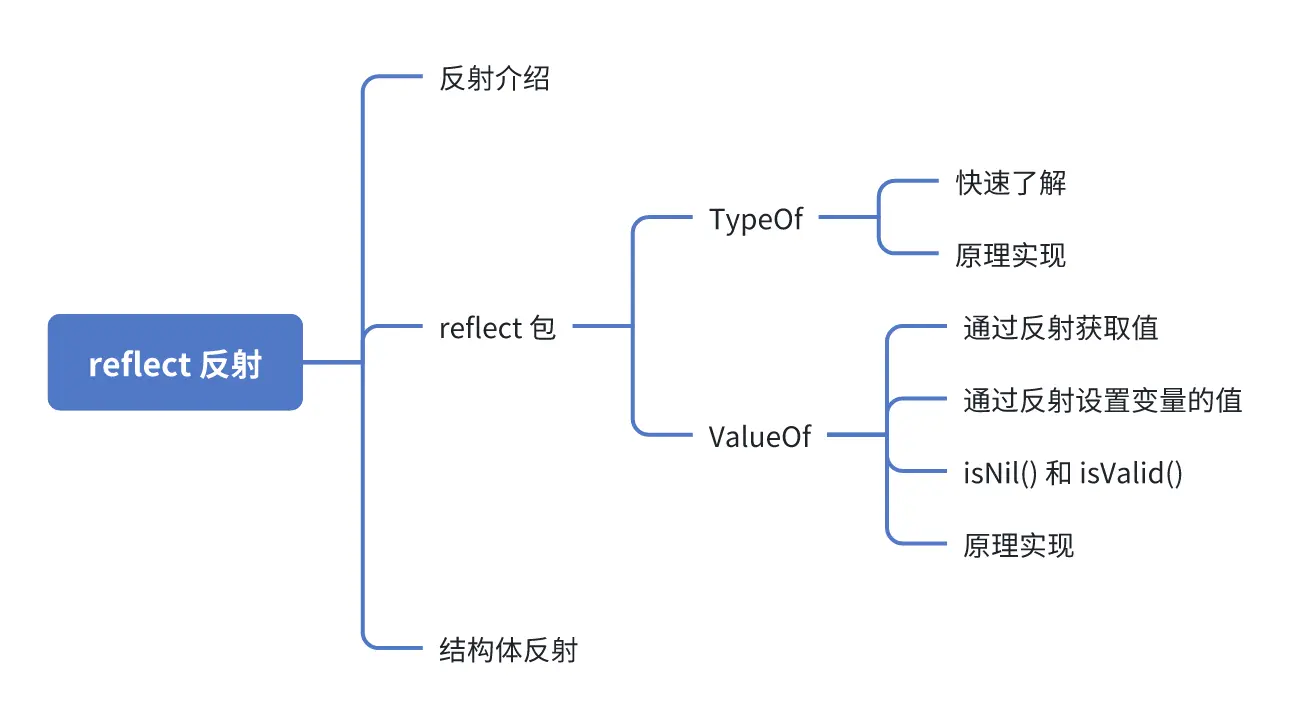 reflect 反射
反射介绍
reflect 包
TypeOf
快速了解
原理实现
ValueOf
通过反射获取值
通过反射设置变量的值
isNil() 和 isValid()
原理实现
结构体反射